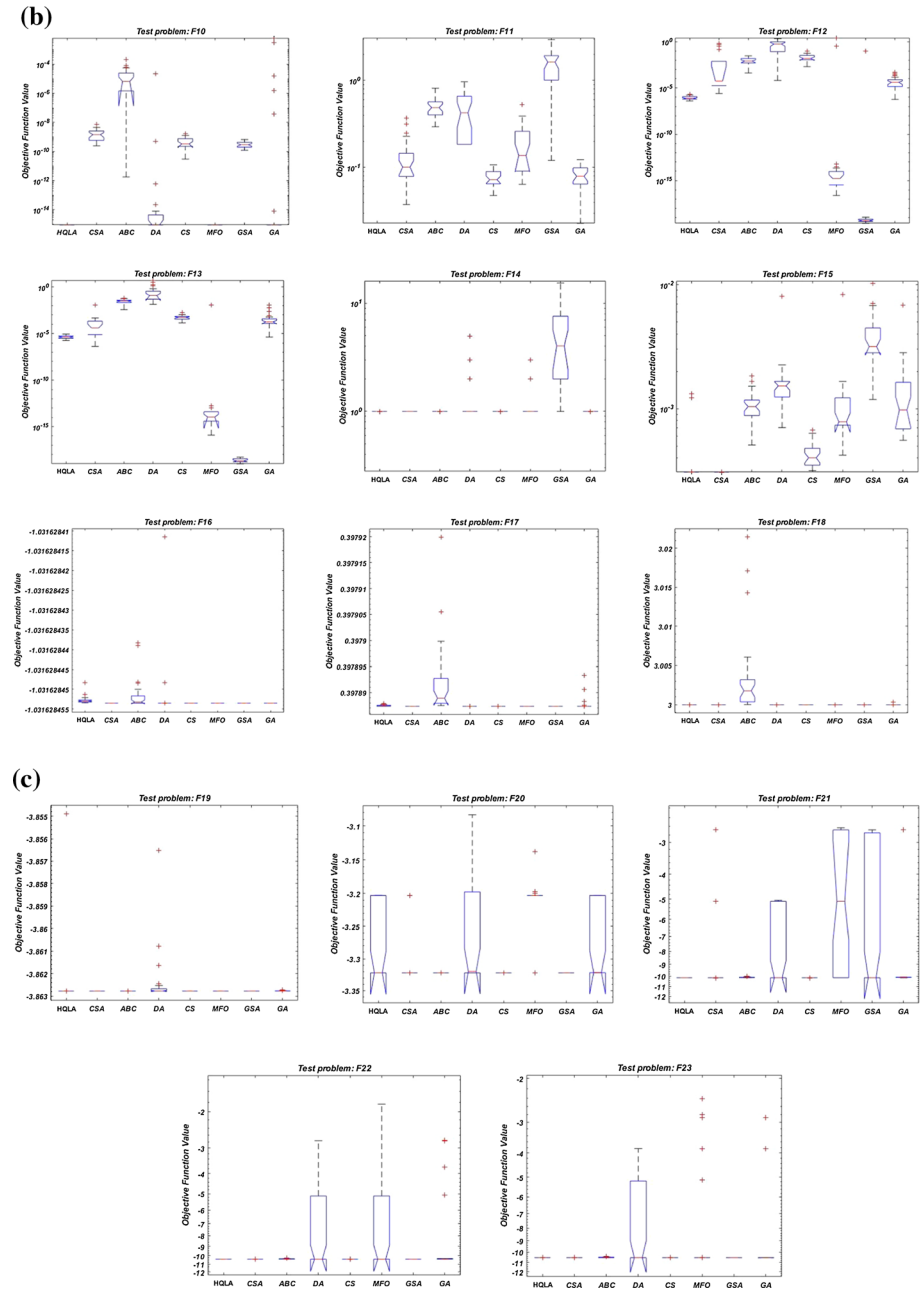 (b)
Test problem: F10
Objective Function Value
10^-4
10^-6
10^-8
10^-10
10^-12
10^-14
HQLA CSA ABC DA CS MFO GSA GA
Test problem: F11
Objective Function Value
10^0
10^-1
HQLA CSA ABC DA CS MFO GSA GA
Test problem: F12
Objective Function Value
10^0
10^-5
10^-15
HQLA CSA ABC DA CS MFO GSA GA
Test problem: F13
Objective Function Value
10^0
10^-5
10^-10
10^-15
HQLA CSA ABC DA CS MFO GSA GA
Test problem: F14
Objective Function Value
10^1
10^0
HQLA CSA ABC DA CS MFO GSA GA
Test problem: F15
Objective Function Value
10^-2
10^-3
HQLA CSA ABC DA CS MFO GSA GA
Test problem: F16
Objective Function Value
-1.03162841
-1.031628415
-1.03162842
-1.031628425
-1.03162843
-1.031628435
-1.03162844
-1.031628445
-1.03162845
-1.031628455
HQLA CSA ABC DA CS MFO GSA GA
Test problem: F17
Objective Function Value
0.39792
0.397915
0.39791
0.397905
0.3979
0.397895
0.39789
HQLA CSA ABC DA CS MFO GSA GA
Test problem: F18
Objective Function Value
3.02
3.015
3.01
3.005
3
HQLA CSA ABC DA CS MFO GSA GA
(c)
Test problem: F19
Objective Function Value
-3.855
-3.856
-3.857
-3.858
-3.859
-3.86
-3.861
-3.862
-3.863
HQLA CSA ABC DA CS MFO GSA GA
Test problem: F20
Objective Function Value
-3.1
-3.15
-3.2
-3.25
-3.3
-3.35
HQLA CSA ABC DA CS MFO GSA GA
Test problem: F21
Objective Function Value
-3
-4
-5
-6
-7
-8
-9
-10
-11
-12
HQLA CSA ABC DA CS MFO GSA GA
Test problem: F22
Objective Function Value
-2
-3
-4
-5
-6
-7
-8
-9
-10
-11
-12
HQLA CSA ABC DA CS MFO GSA GA
Test problem: F23
Objective Function Value
-2
-3
-4
-5
-6
-7
-8
-9
-10
-11
-12
HQLA CSA ABC DA CS MFO GSA GA